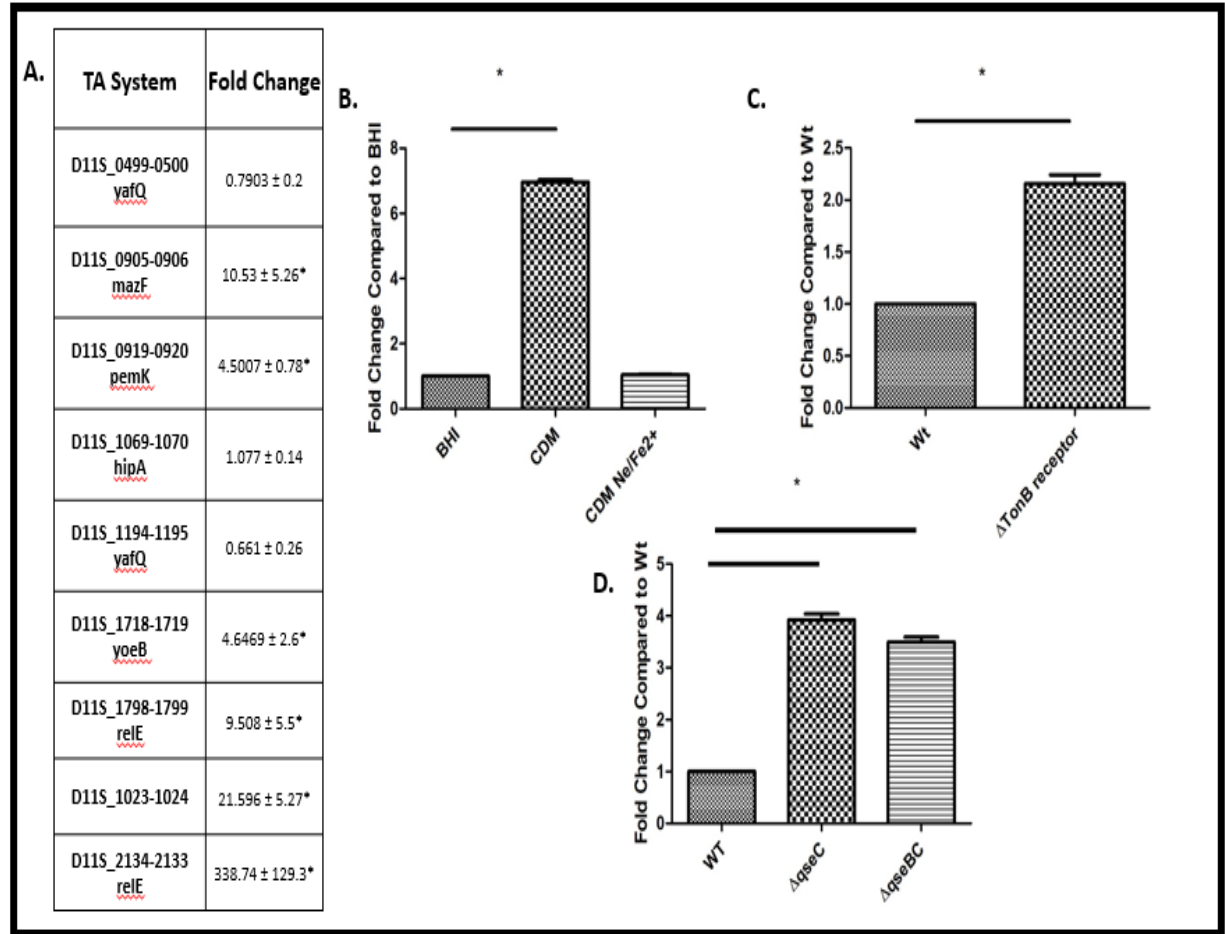 A.
TA System Fold Change
D11S_0499-0500
yafQ
0.7903 ± 0.2
D11S_0905-0906
mazF
10.53 ± 5.26*
D11S_0919-0920
pemK
4.5007 ± 0.78*
D11S_1069-1070
hipA
1.077 ± 0.14
D11S_1194-1195
yafQ
0.661 ± 0.26
D11S_1718-1719
yoeB
4.6469 ± 2.6*
D11S_1798-1799
relE
9.508 ± 5.5*
D11S_1023-1024
21.596 ± 5.27*
D11S_2134-2133
relE
338.74 ± 129.3*
B.
*
Fold Change Compared to BHI
8
6
4
2
0
BHI
CDM
CDM Ne/Fe2+
C.
*
Fold Change Compared to Wt
2.5
2.0
1.5
1.0
0.5
0.0
Wt
ΔTonB receptor
D.
*
Fold Change Compared to Wt
5
4
3
2
1
0
WT
ΔqseC
ΔqseBC